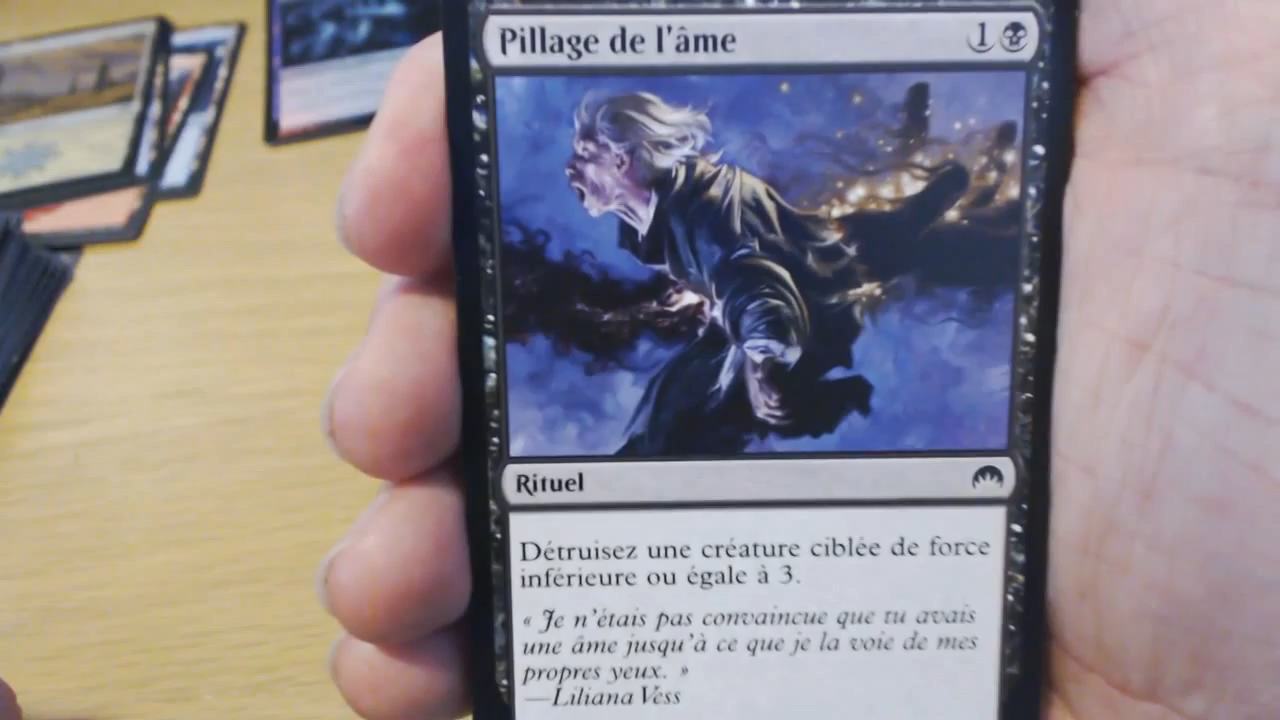 Pillage de l'âme 1
Rituel
Détruisez une créature ciblée de force
inférieure ou égale à 3.
« Je n'étais pas convaincue que tu avais
une âme jusqu'à ce que je la voie de mes
propres yeux. »
—Liliana Vess